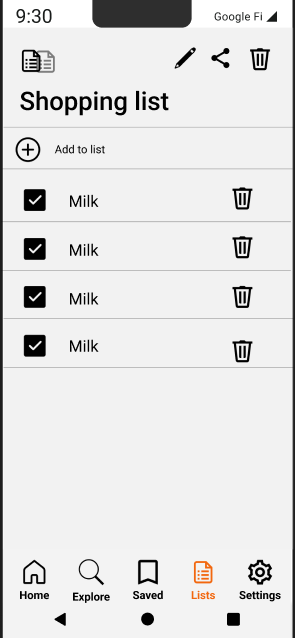 9:30 Google Fi
Shopping list
Add to list
Milk
Milk
Milk
Milk
Home Explore Saved Lists Settings